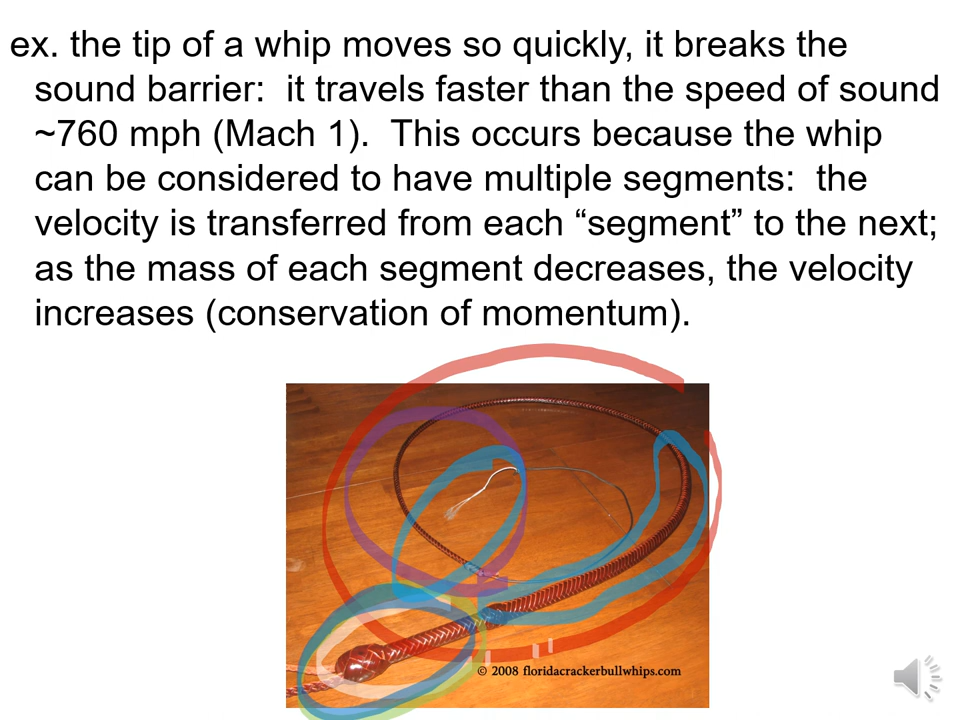 ex. the tip of a whip moves so quickly, it breaks the
sound barrier:  it travels faster than the speed of sound
~760 mph (Mach 1).  This occurs because the whip
can be considered to have multiple segments:  the
velocity is transferred from each “segment” to the next;
as the mass of each segment decreases, the velocity
increases (conservation of momentum).
© 2008 floridacrackerbullwhips.com